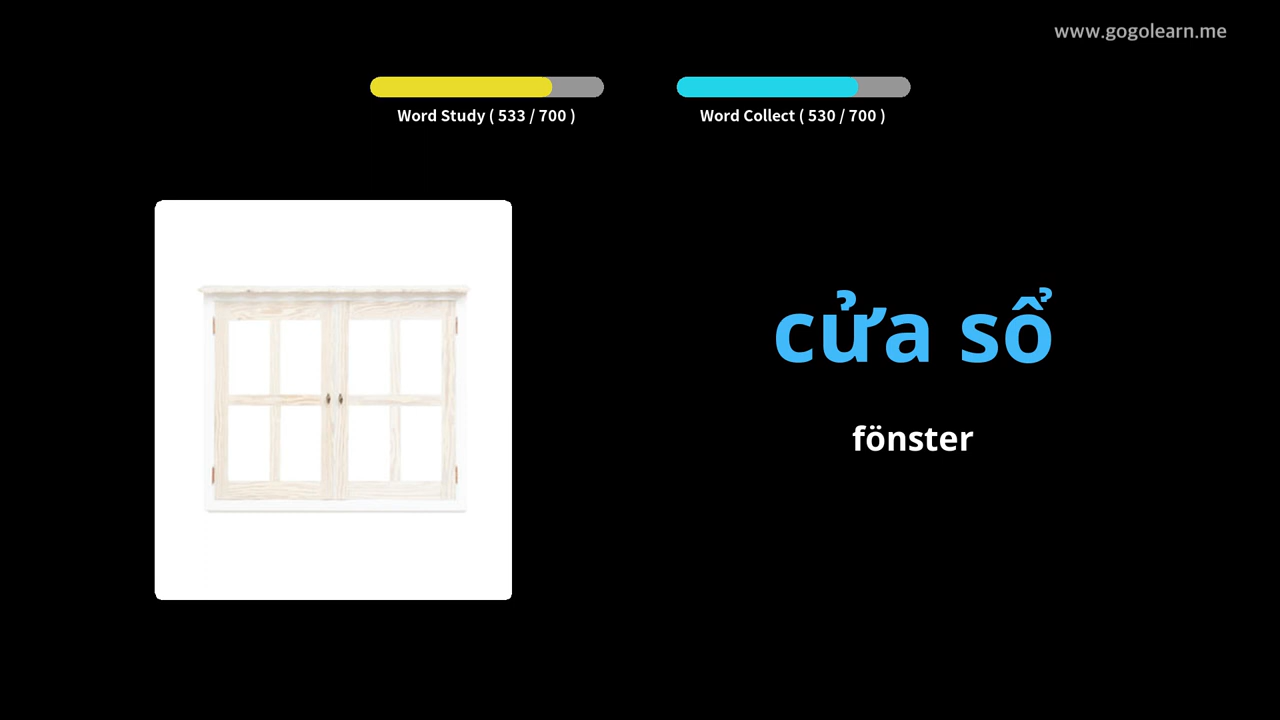 www.gogolearn.me
Word Study ( 533 / 700 )
Word Collect ( 530 / 700 )
cửa sổ
fönster